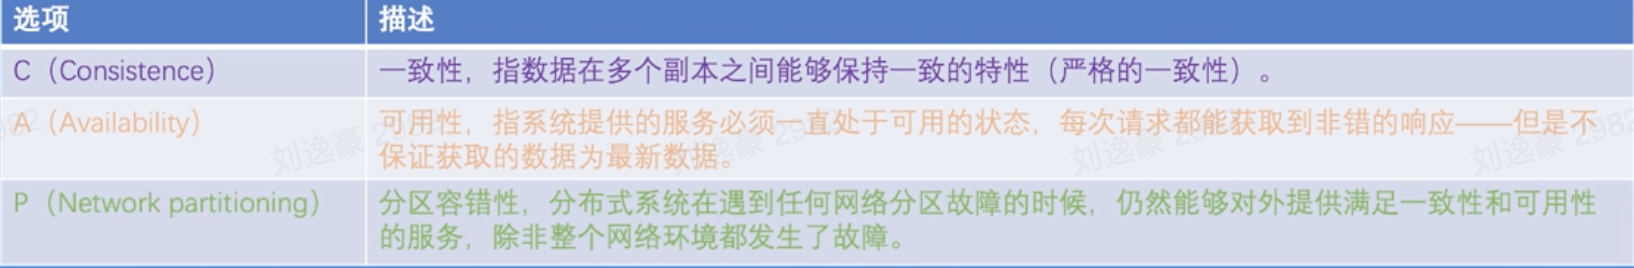 选项 描述
C（Consistence） 一致性，指数据在多个副本之间能够保持一致的特性（严格的一致性）。
A（Availability） 可用性，指系统提供的服务必须一直处于可用的状态，每次请求都能获取到非错的响应——但是不
保证获取的数据为最新数据。
P（Network partitioning） 分区容错性，分布式系统在遇到任何网络分区故障的时候，仍然能够对外提供满足一致性和可用性
的服务，除非整个网络环境都发生了故障。
982
刘逸豪 2982
刘逸豪 2982
刘逸豪 2982
刘逸豪 2982